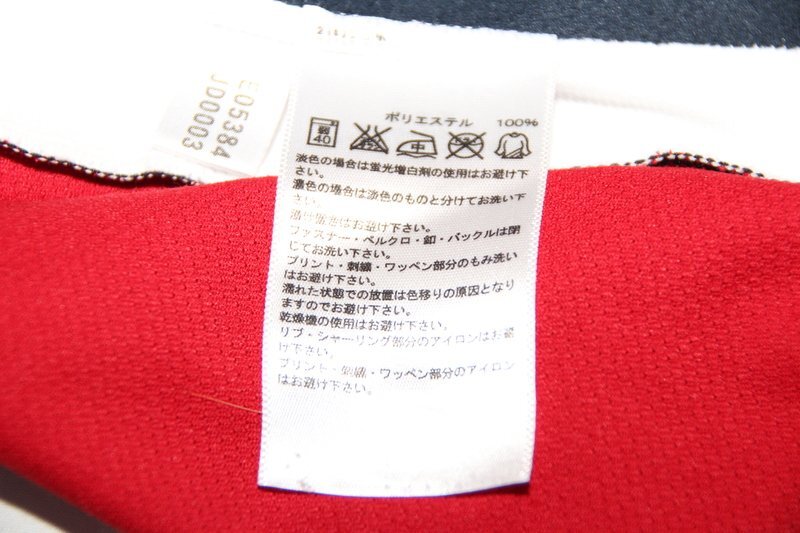 E05384
J00003
ポリエステル 100%
弱
40
中
淡色の場合は蛍光増白剤の使用はお避け下
さい。
濃色の場合は淡色のものと分けてお洗い下
さい。
漬け置きはお避け下さい。
ファスナー・ベルクロ・釦・バックルは閉
じてお洗い下さい。
プリント・刺繍・ワッペン部分のもみ洗い
はお避け下さい。
濡れた状態での放置は色移りの原因となり
ますのでお避け下さい。
乾燥機の使用はお避け下さい。
リブ・シャーリング部分のアイロンはお避
け下さい。
プリント・刺繍・ワッペン部分のアイロン
はお避け下さい。